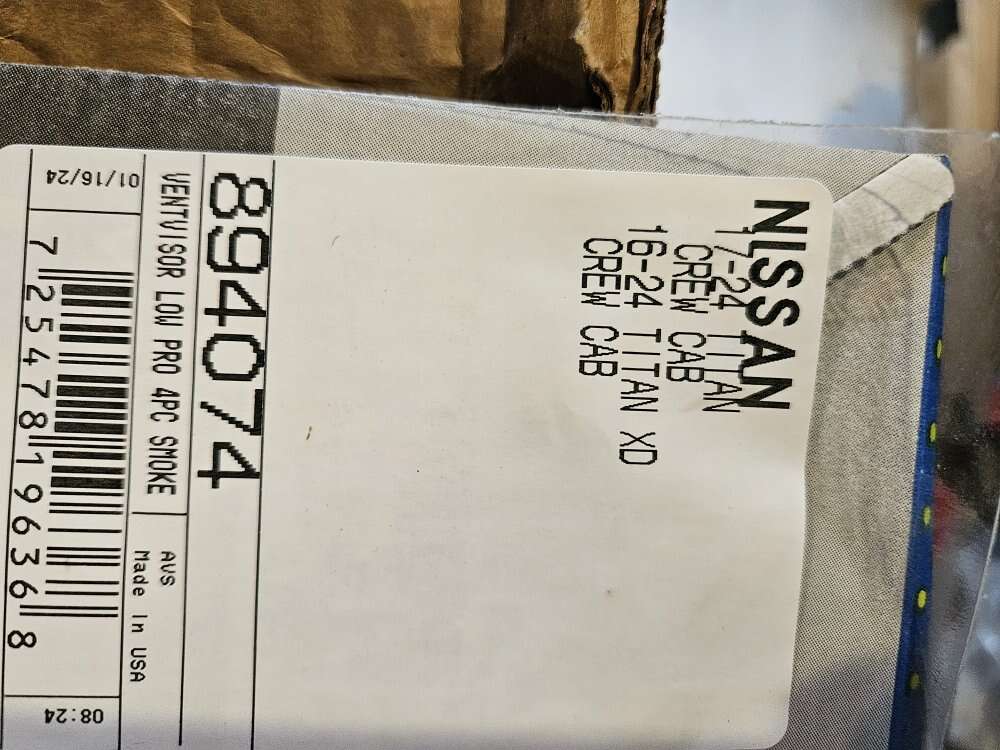 NISSAN
17-24 TITAN
CREW CAB
16-24 TITAN XD
CREW CAB
894074
VENTVISOR LOW PRO 4PC SMOKE
AVS
Made In USA
01/16/24
7 25478 19636 8
08:24